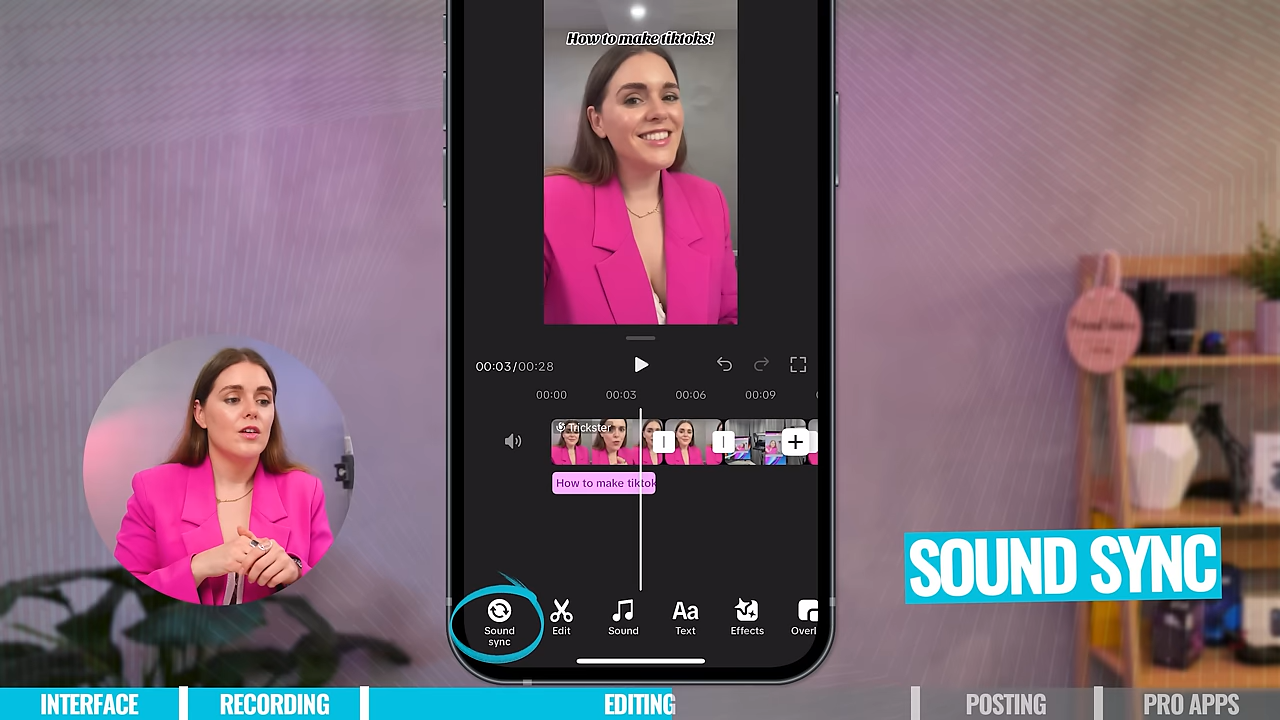 How to make tiktoks!
00:03/00:28
00:00 00:03 00:06 00:09
Trickster
How to make tiktok
SOUND SYNC
Sound
sync
Edit
Sound
Aa
Text
Effects
Overl
INTERFACE
RECORDING
EDITING
POSTING
PRO APPS